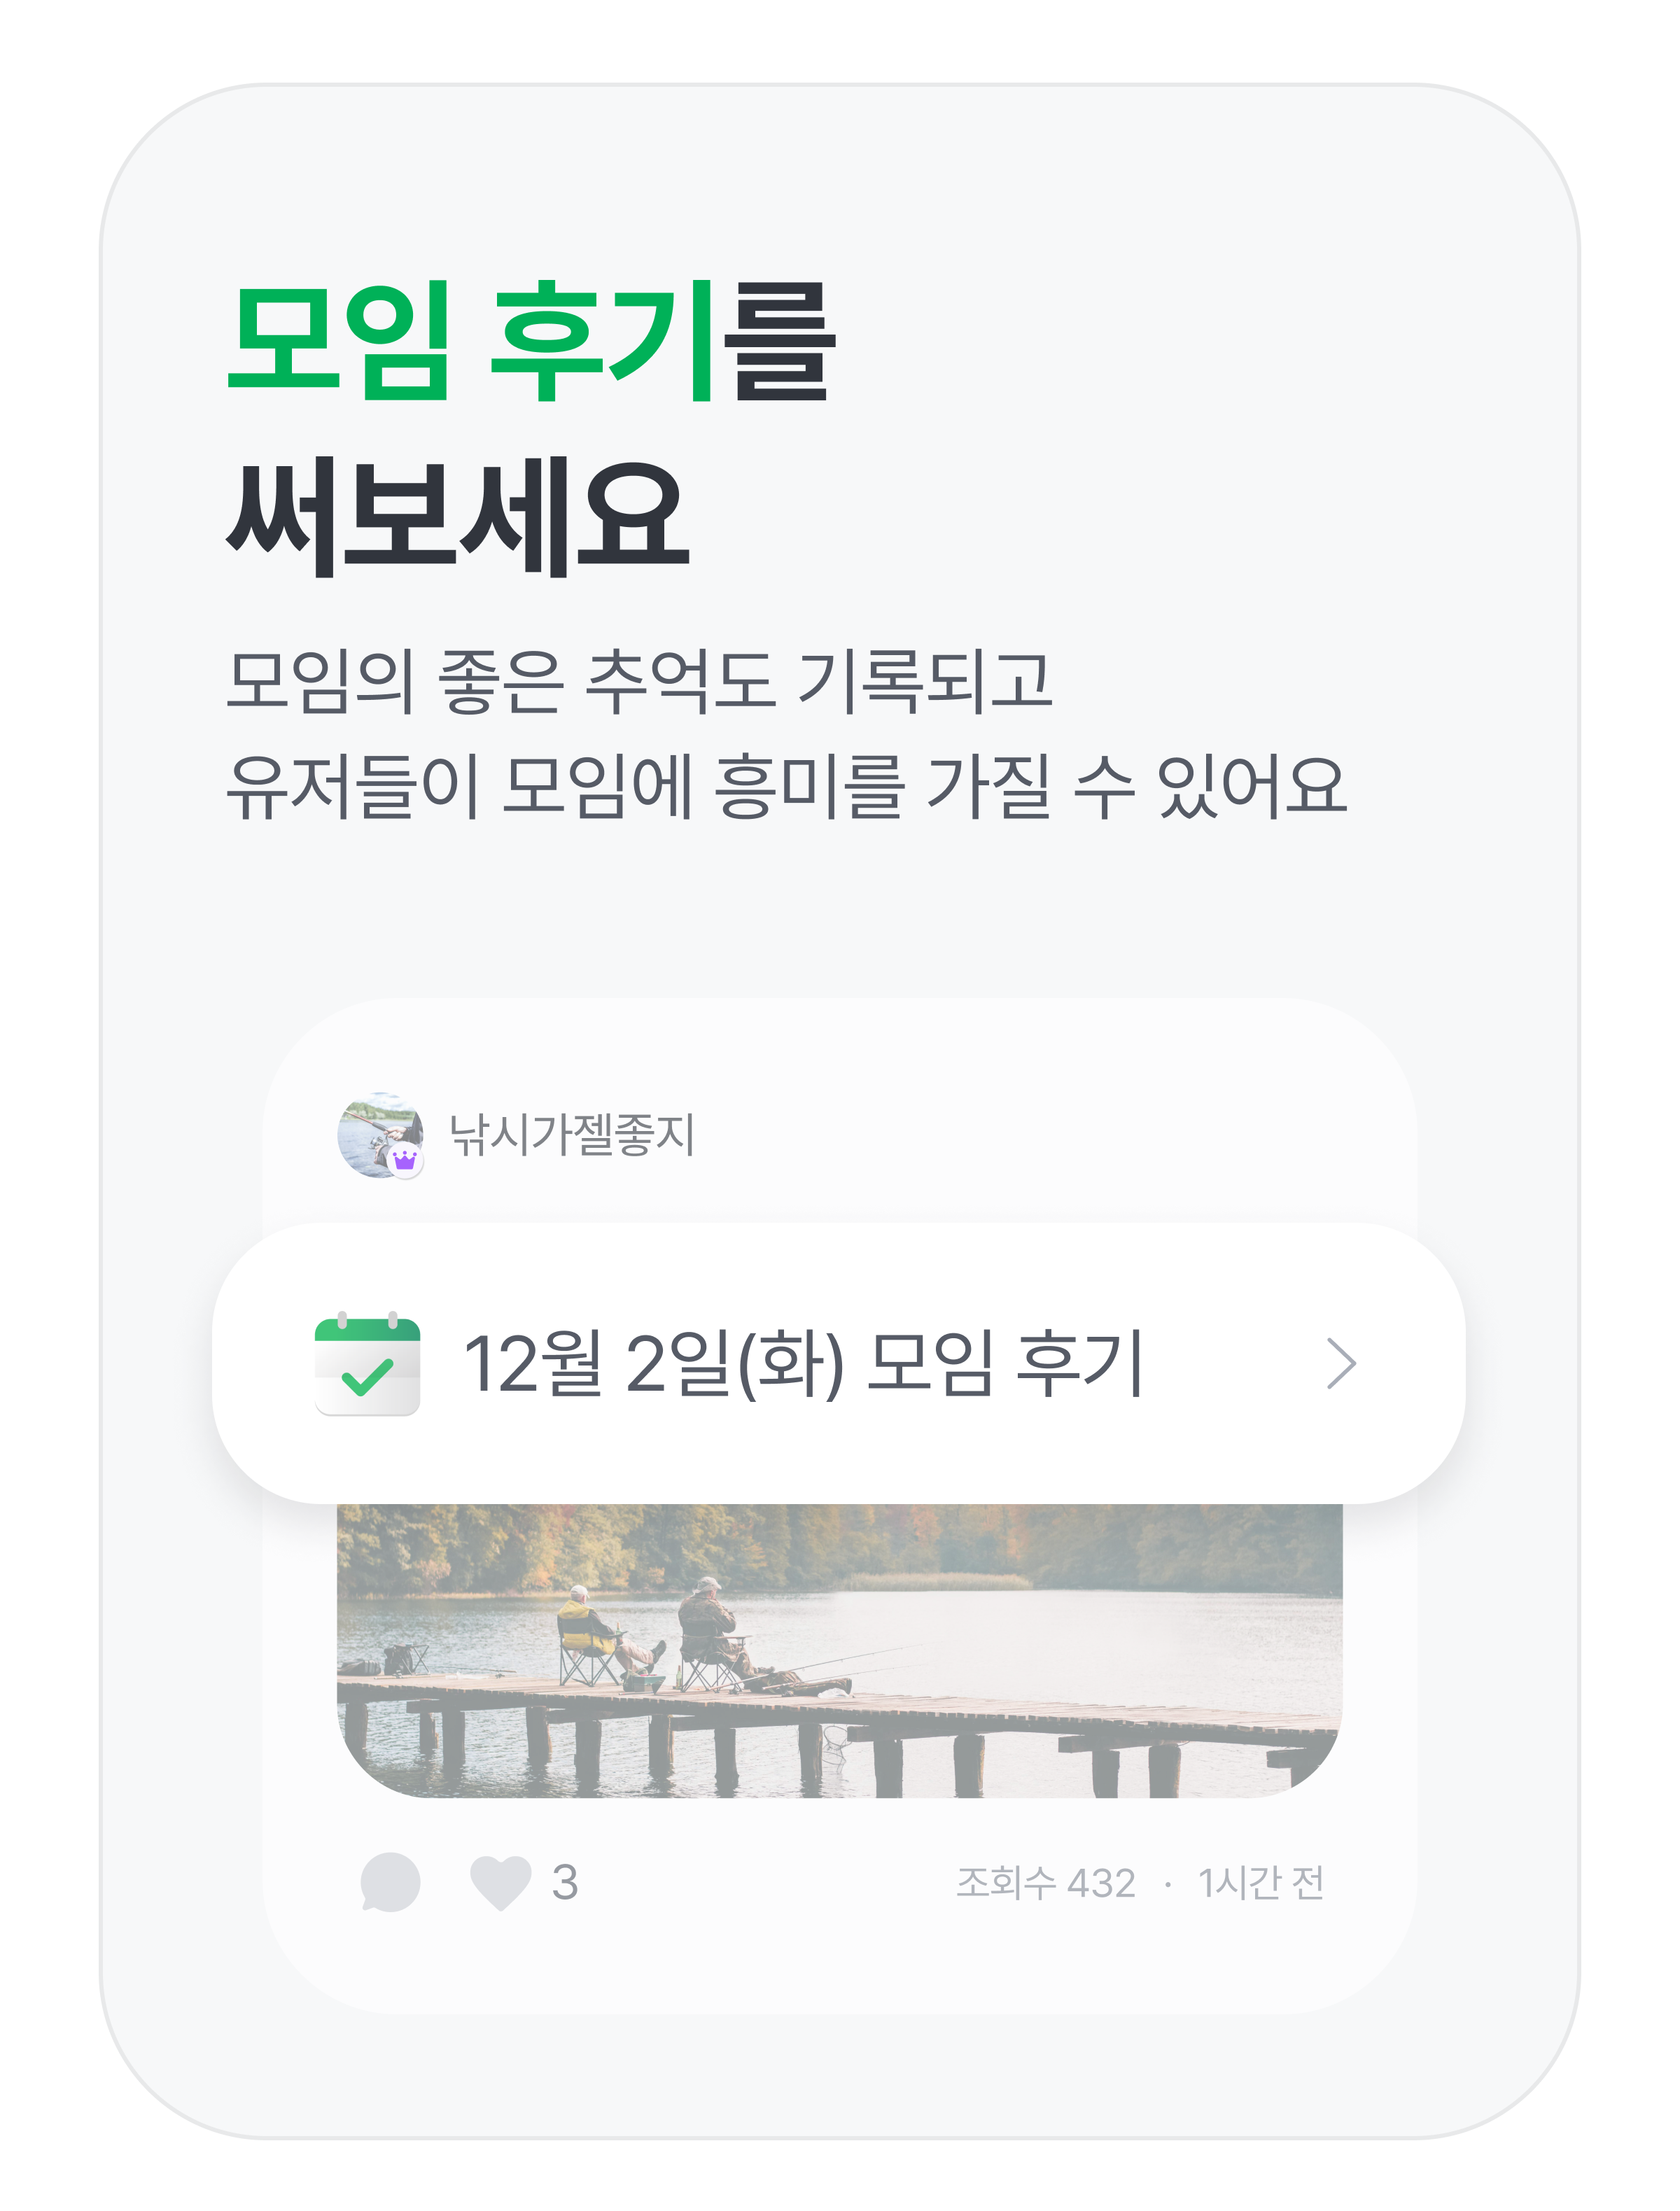 모임 후기를
써보세요
모임의 좋은 추억도 기록되고
유저들이 모임에 흥미를 가질 수 있어요
낚시가젤좋지
12월 2일(화) 모임 후기
3
조회수 432 · 1시간 전